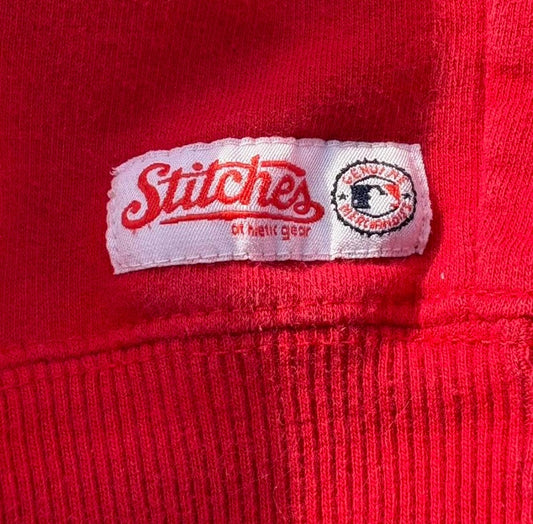 Stitches
athletic gear
GENUINE
MERCHANDISE